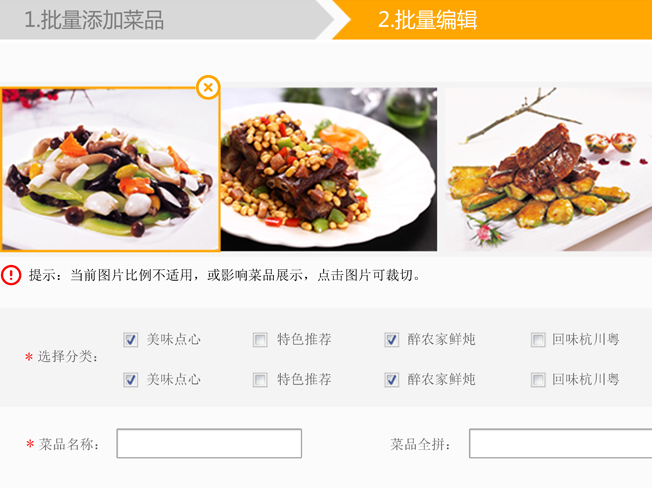 1.批量添加菜品
2.批量编辑
提示：当前图片比例不适用，或影响菜品展示，点击图片可裁切。
*选择分类：
美味点心 特色推荐 醉农家鲜炖 回味杭川粤
美味点心 特色推荐 醉农家鲜炖 回味杭川粤
*菜品名称： 菜品全拼：